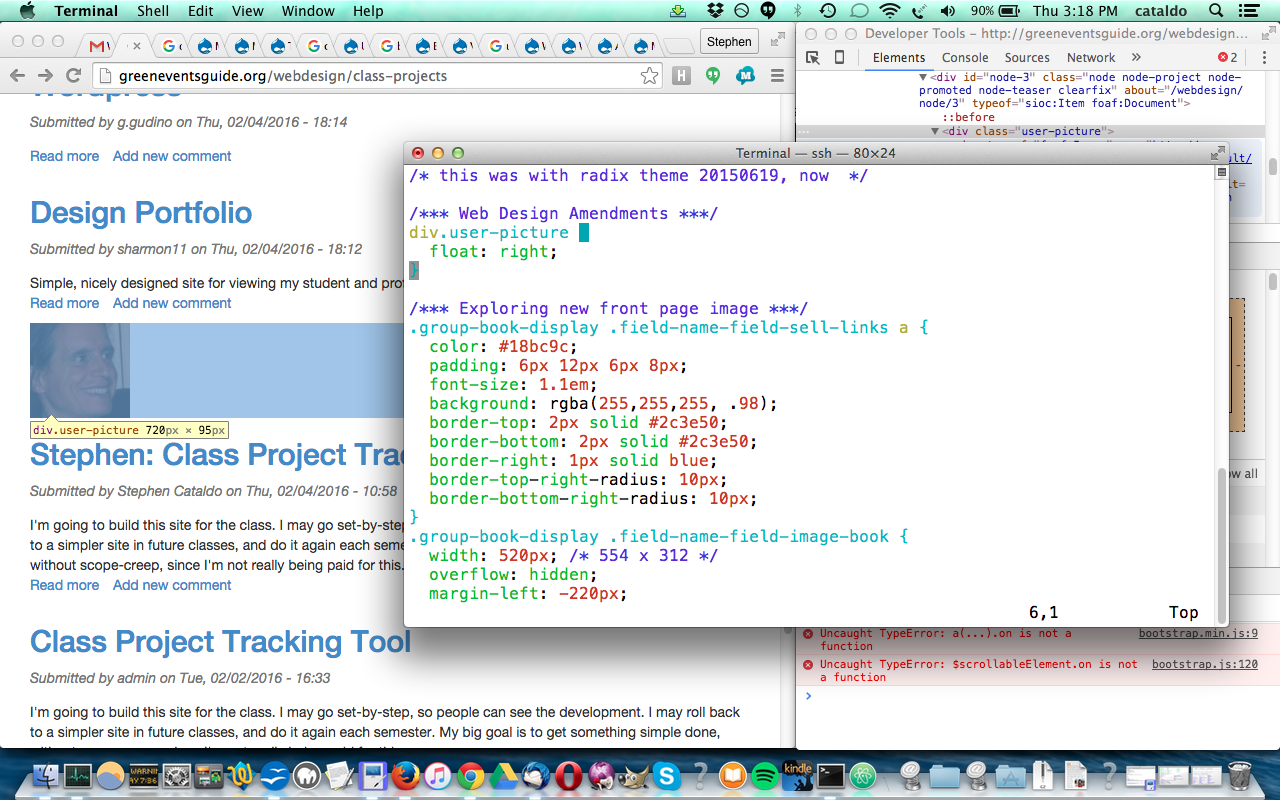 Terminal Shell Edit View Window Help 90% Thu 3:18 PM cataldo
Stephen
greeneventsguide.org/webdesign/class-projects
Wordpress
Submitted by g.gudino on Thu, 02/04/2016 - 18:14
Read more Add new comment
Design Portfolio
Submitted by sharmon11 on Thu, 02/04/2016 - 18:12
Simple, nicely designed site for viewing my student and
Read more Add new comment
div.user-picture 720px × 95px
Stephen: Class Project
Submitted by Stephen Cataldo on Thu, 02/04/2016 - 10:58
I'm going to build this site for the class. I may go set-by-step,
to a simpler site in future classes, and do it again each
without scope-creep, since I'm not really being paid for this.
Read more Add new comment
Class Project Tracking Tool
Submitted by admin on Tue, 02/02/2016 - 16:33
I'm going to build this site for the class. I may go set-by-step, so people can see the development. I may roll back
to a simpler site in future classes, and do it again each semester. My big goal is to get something simple done,
Developer Tools - http://greeneventsguide.org/webdesign...
Elements Console Sources Network » 2
▼<div id="node-3" class="node node-project node-
promoted node-teaser clearfix" about="/webdesign/
node/3" typeof="sioc:Item foaf:Document">
::before
▼<div class="user-picture">
Terminal — ssh — 80×24
/* this was with radix theme 20150619, now */
/*** Web Design Amendments ***/
div.user-picture
float: right;
}
/*** Exploring new front page image ***/
.group-book-display .field-name-field-sell-links a {
color: #18bc9c;
padding: 6px 12px 6px 8px;
font-size: 1.1em;
background: rgba(255,255,255, .98);
border-top: 2px solid #2c3e50;
border-bottom: 2px solid #2c3e50;
border-right: 1px solid blue;
border-top-right-radius: 10px;
border-bottom-right-radius: 10px;
}
.group-book-display .field-name-field-image-book {
width: 520px; /* 554 x 312 */
overflow: hidden;
margin-left: -220px;
6,1 Top
ow all
Uncaught TypeError: a(...).on is not a bootstrap.min.js:9
function
Uncaught TypeError: $scrollableElement.on is not bootstrap.js:120
a function
kindle